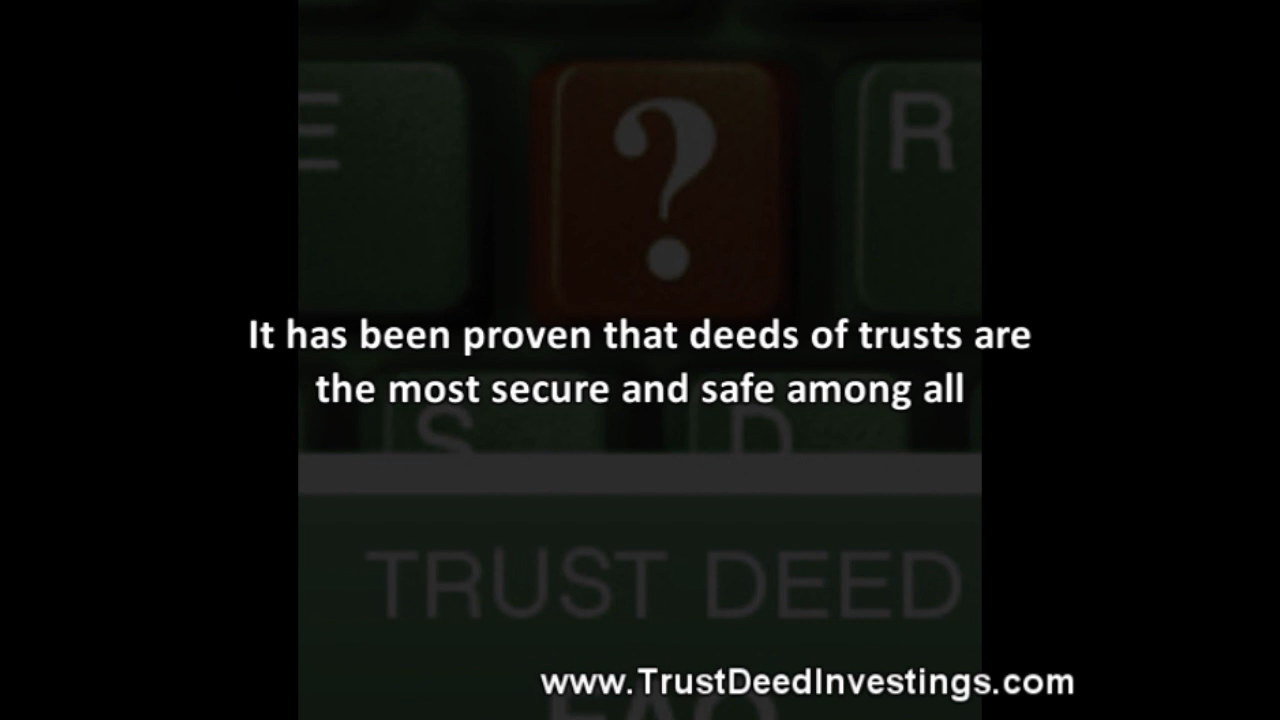 E ? R
It has been proven that deeds of trusts are
the most secure and safe among all
S D
TRUST DEED
www.TrustDeedInvestings.com
FAQ